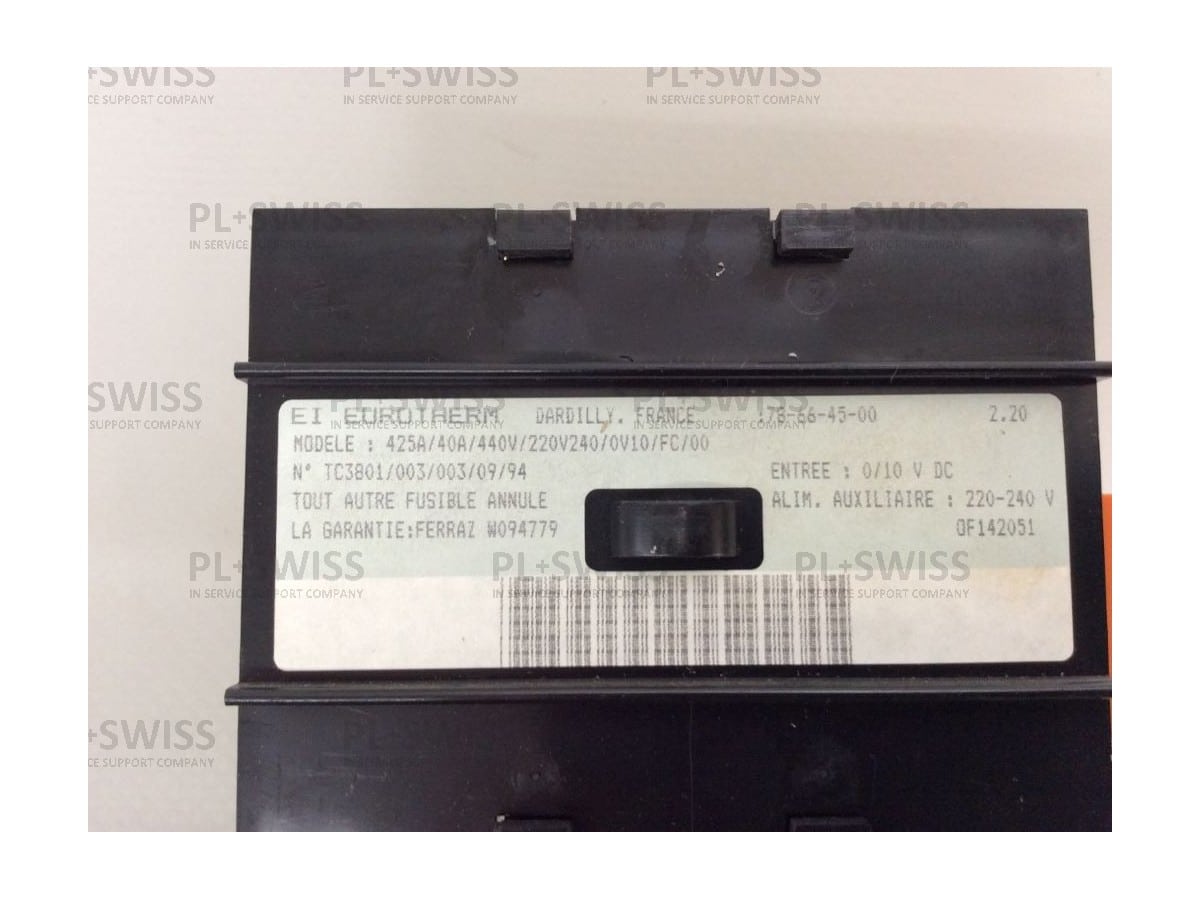 EI EUROTHERM DARDILLY. FRANCE :78-66-45-00 2.20
MODELE : 425A/40A/440V/220V240/0V10/FC/00
N° TC3801/003/003/09/94 ENTREE : 0/10 V DC
TOUT AUTRE FUSIBLE ANNULE ALIM. AUXILIAIRE : 220-240 V
LA GARANTIE:FERRAZ W094779 OF142051
PL+SWISS
IN SERVICE SUPPORT COMPANY